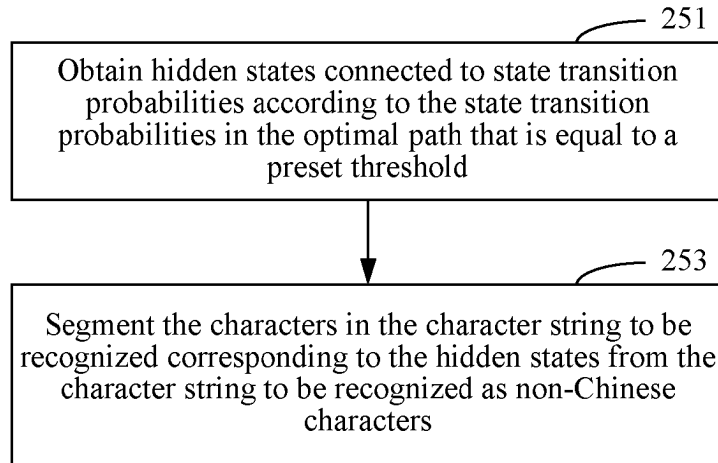 251
Obtain hidden states connected to state transition
probabilities according to the state transition
probabilities in the optimal path that is equal to a
preset threshold
253
Segment the characters in the character string to be
recognized corresponding to the hidden states from the
character string to be recognized as non-Chinese
characters